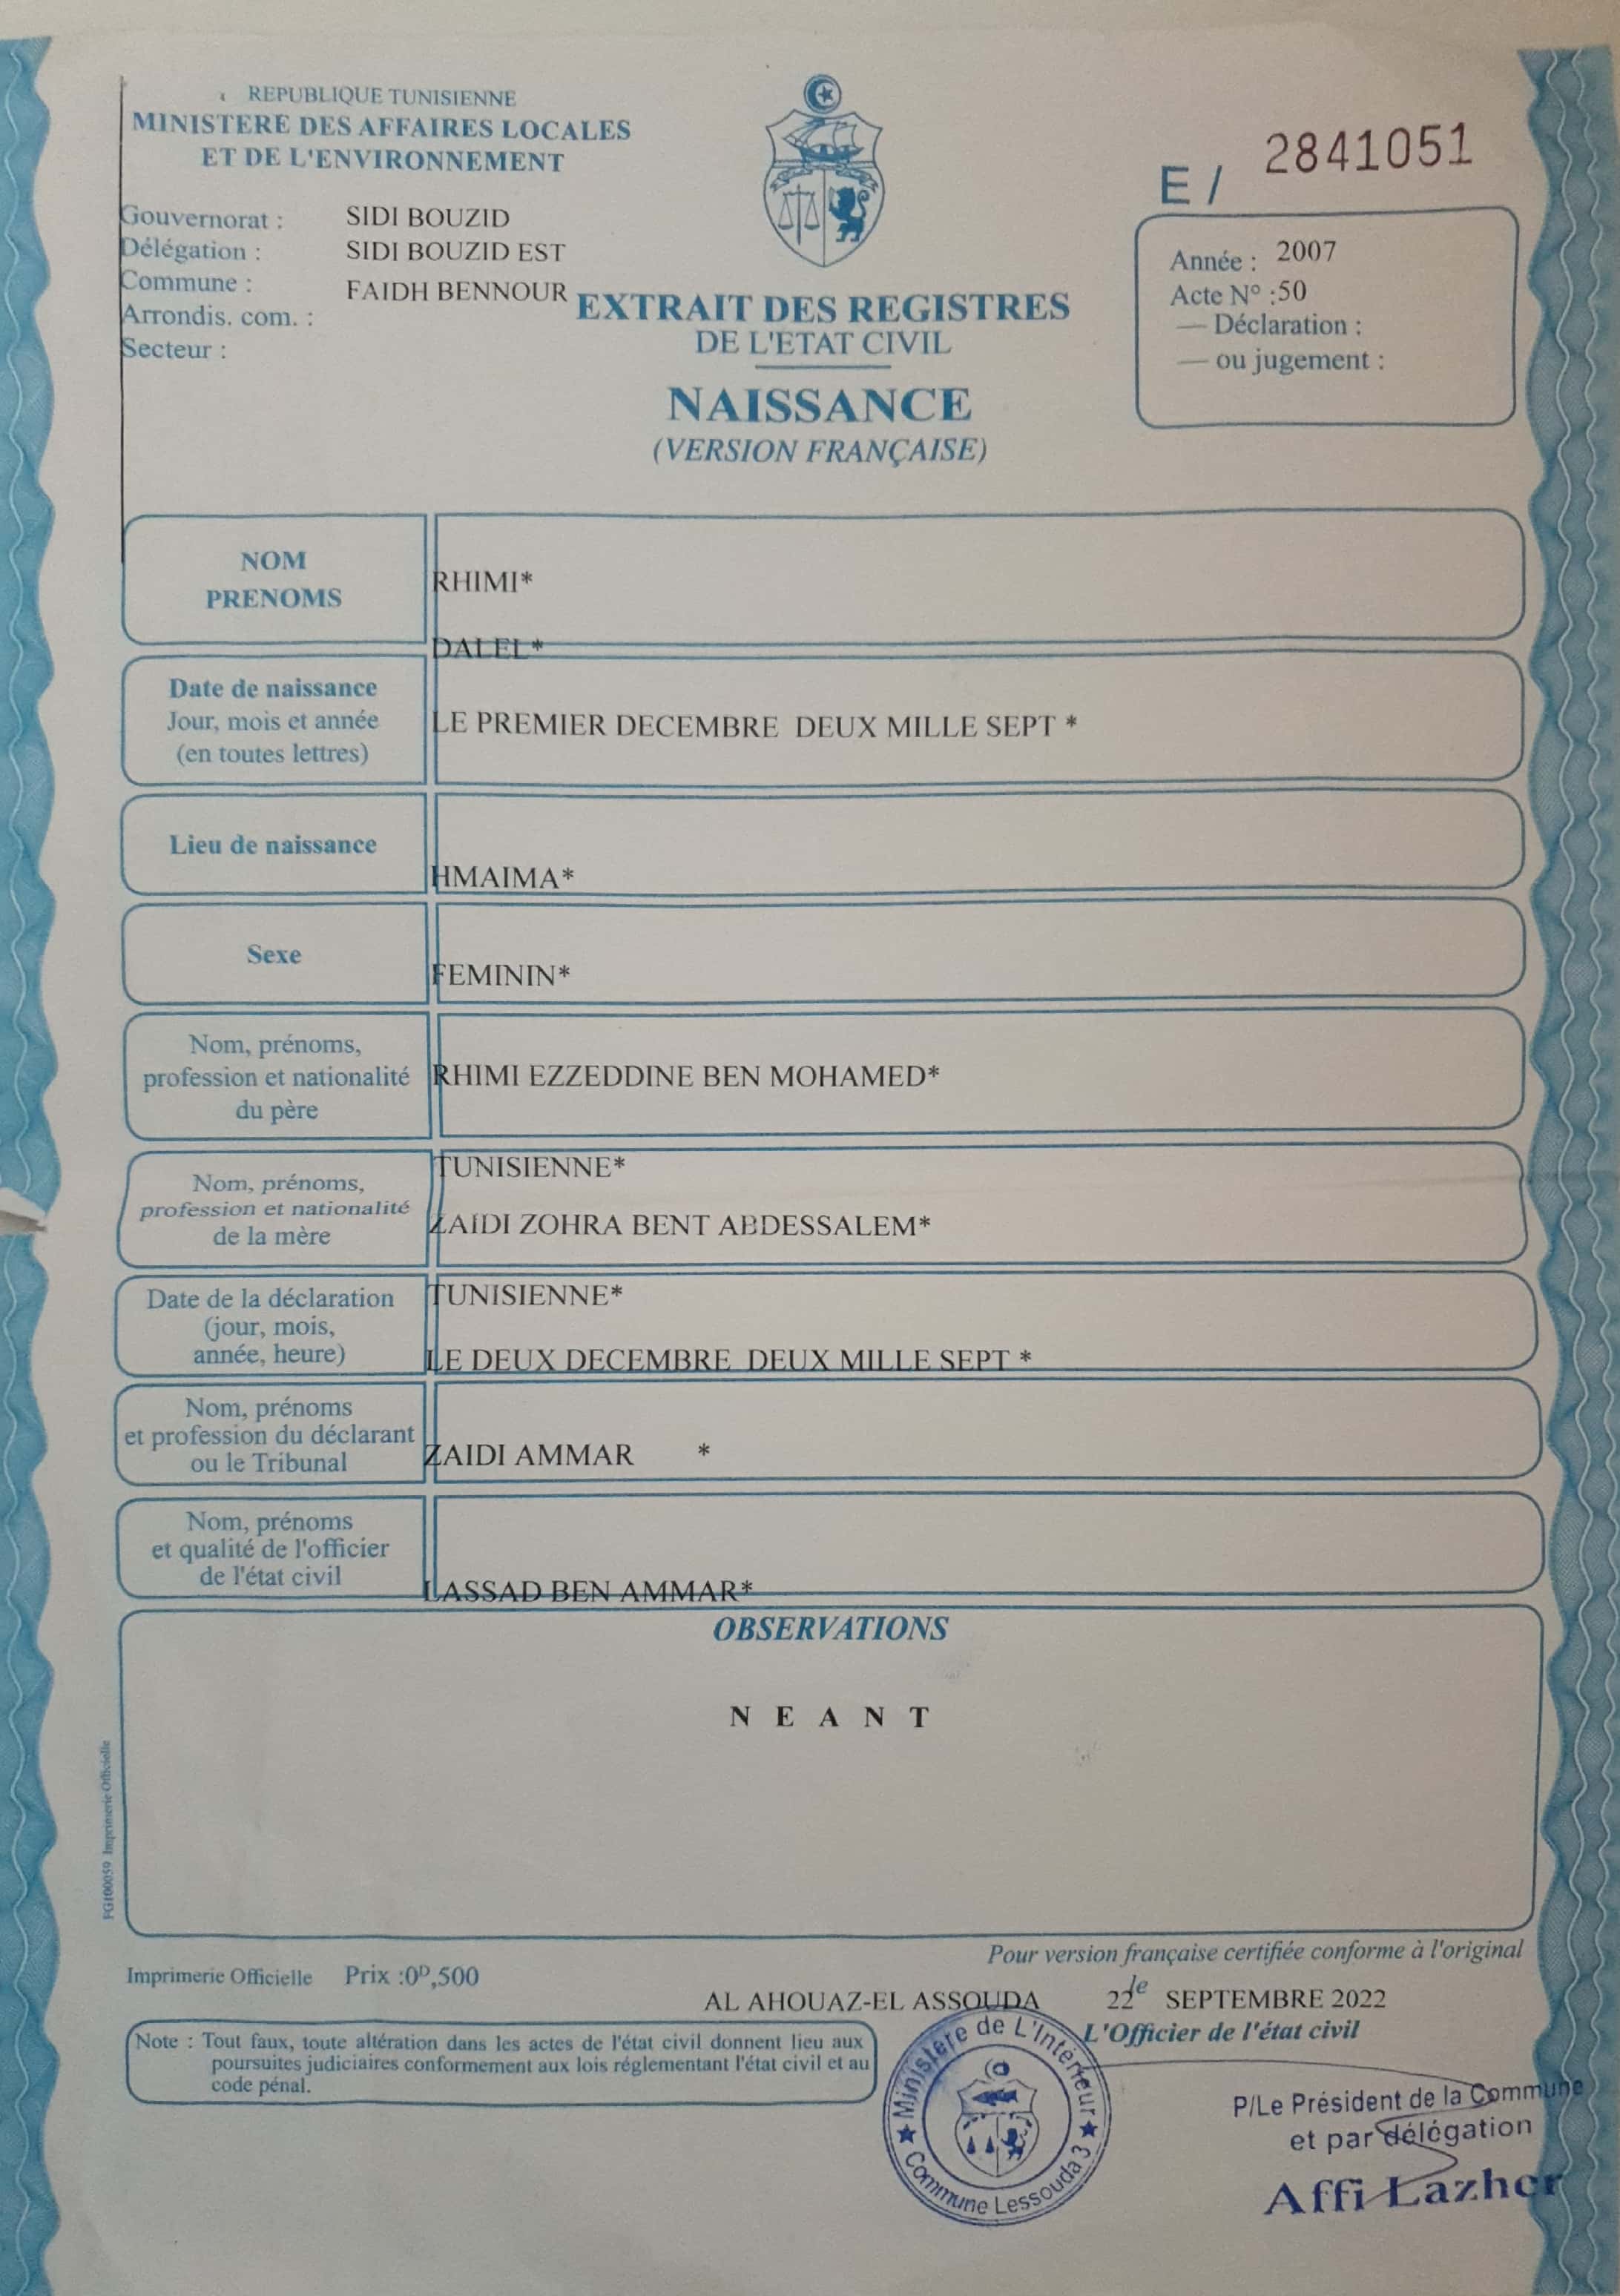 REPUBLIQUE TUNISIENNE
MINISTERE DES AFFAIRES LOCALES
ET DE L'ENVIRONNEMENT
Gouvernorat : SIDI BOUZID
Délégation : SIDI BOUZID EST
Commune : FAIDH BENNOUR
Arrondis. com. :
Secteur :
E / 2841051
Année : 2007
Acte N° :50
— Déclaration :
— ou jugement :
EXTRAIT DES REGISTRES
DE L'ETAT CIVIL
NAISSANCE
(VERSION FRANÇAISE)
NOM
PRENOMS
RHIMI*
DALEL*
Date de naissance
Jour, mois et année
(en toutes lettres)
LE PREMIER DECEMBRE DEUX MILLE SEPT *
Lieu de naissance
HMAIMA*
Sexe
FEMININ*
Nom, prénoms,
profession et nationalité
du père
RHIMI EZZEDDINE BEN MOHAMED*
TUNISIENNE*
Nom, prénoms,
profession et nationalité
de la mère
ZAIDI ZOHRA BENT ABDESSALEM*
TUNISIENNE*
Date de la déclaration
(jour, mois,
année, heure)
LE DEUX DECEMBRE DEUX MILLE SEPT *
Nom, prénoms
et profession du déclarant
ou le Tribunal
ZAIDI AMMAR *
Nom, prénoms
et qualité de l'officier
de l'état civil
LASSAD BEN AMMAR*
OBSERVATIONS
N E A N T
FG100059 Imprimerie Officielle
Pour version française certifiée conforme à l'original
Imprimerie Officielle Prix :0ᴰ,500
AL AHOUAZ-EL ASSOUDA le 22 SEPTEMBRE 2022
L'Officier de l'état civil
Note : Tout faux, toute altération dans les actes de l'état civil donnent lieu aux
poursuites judiciaires conformement aux lois réglementant l'état civil et au
code pénal.
★ Ministère de L'Intérieur ★
Commune Lessouda 3
P/Le Président de la Commune
et par délégation
Affi Lazher